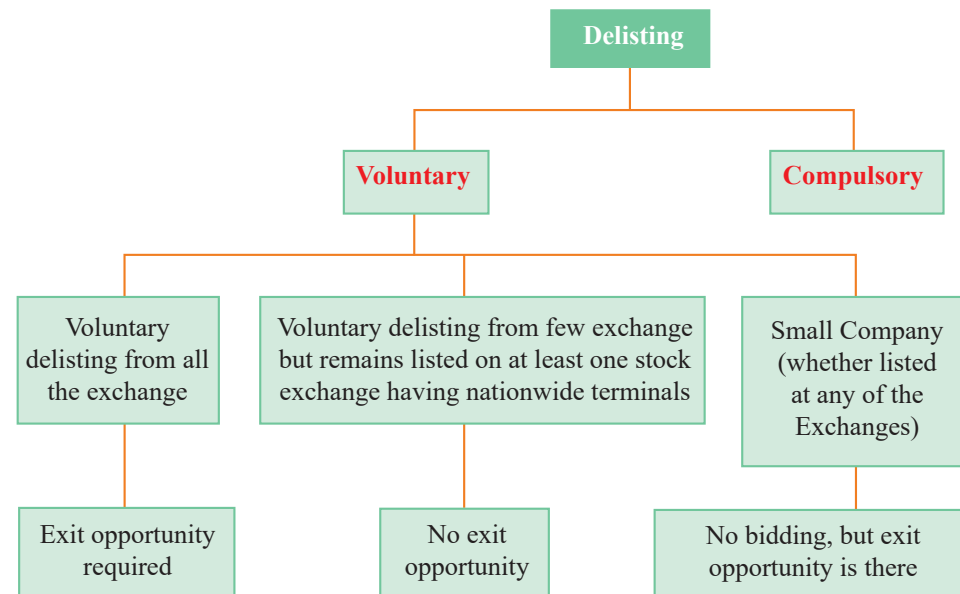 Delisting
Voluntary
Compulsory
Voluntary
delisting from all
the exchange
Voluntary delisting from few exchange
but remains listed on at least one stock
exchange having nationwide terminals
Small Company
(whether listed
at any of the
Exchanges)
Exit opportunity
required
No exit
opportunity
No bidding, but exit
opportunity is there